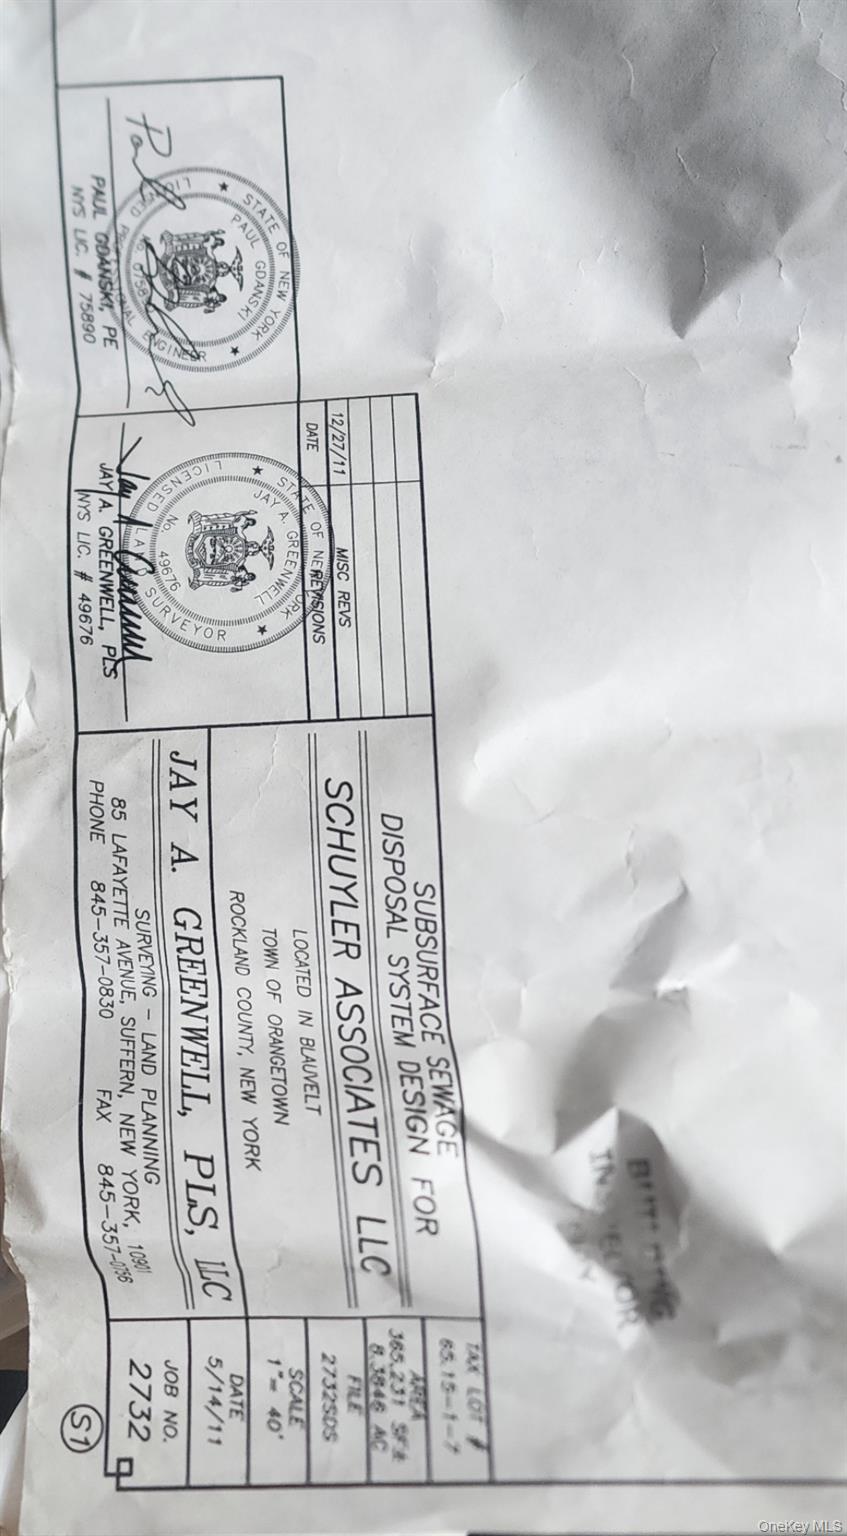 PAUL GDANSKI, PE
NYS LIC. # 75890
STATE OF NEW YORK
PAUL GDANSKI
ENGINEER
JAY A. GREENWELL, PLS
NYS LIC. # 49676
STATE OF NEW YORK
JAY A. GREENWELL
LICENSED LAND SURVEYOR
No. 49676
12/27/11 MISC REVS
DATE REVISIONS
SUBSURFACE SEWAGE
DISPOSAL SYSTEM DESIGN FOR
SCHUYLER ASSOCIATES LLC
LOCATED IN BLAUVELT
TOWN OF ORANGETOWN
ROCKLAND COUNTY, NEW YORK
JAY A. GREENWELL, PLS, LLC
SURVEYING - LAND PLANNING
85 LAFAYETTE AVENUE, SUFFERN, NEW YORK, 10901
PHONE 845-357-0830 FAX 845-357-0756
TAX LOT #
65.15-1-7
AREA
365,231 SF±
8.3846 AC
FILE
2732SDS
SCALE
1"= 40'
DATE
5/14/11
JOB NO.
2732
S1
OneKey MLS